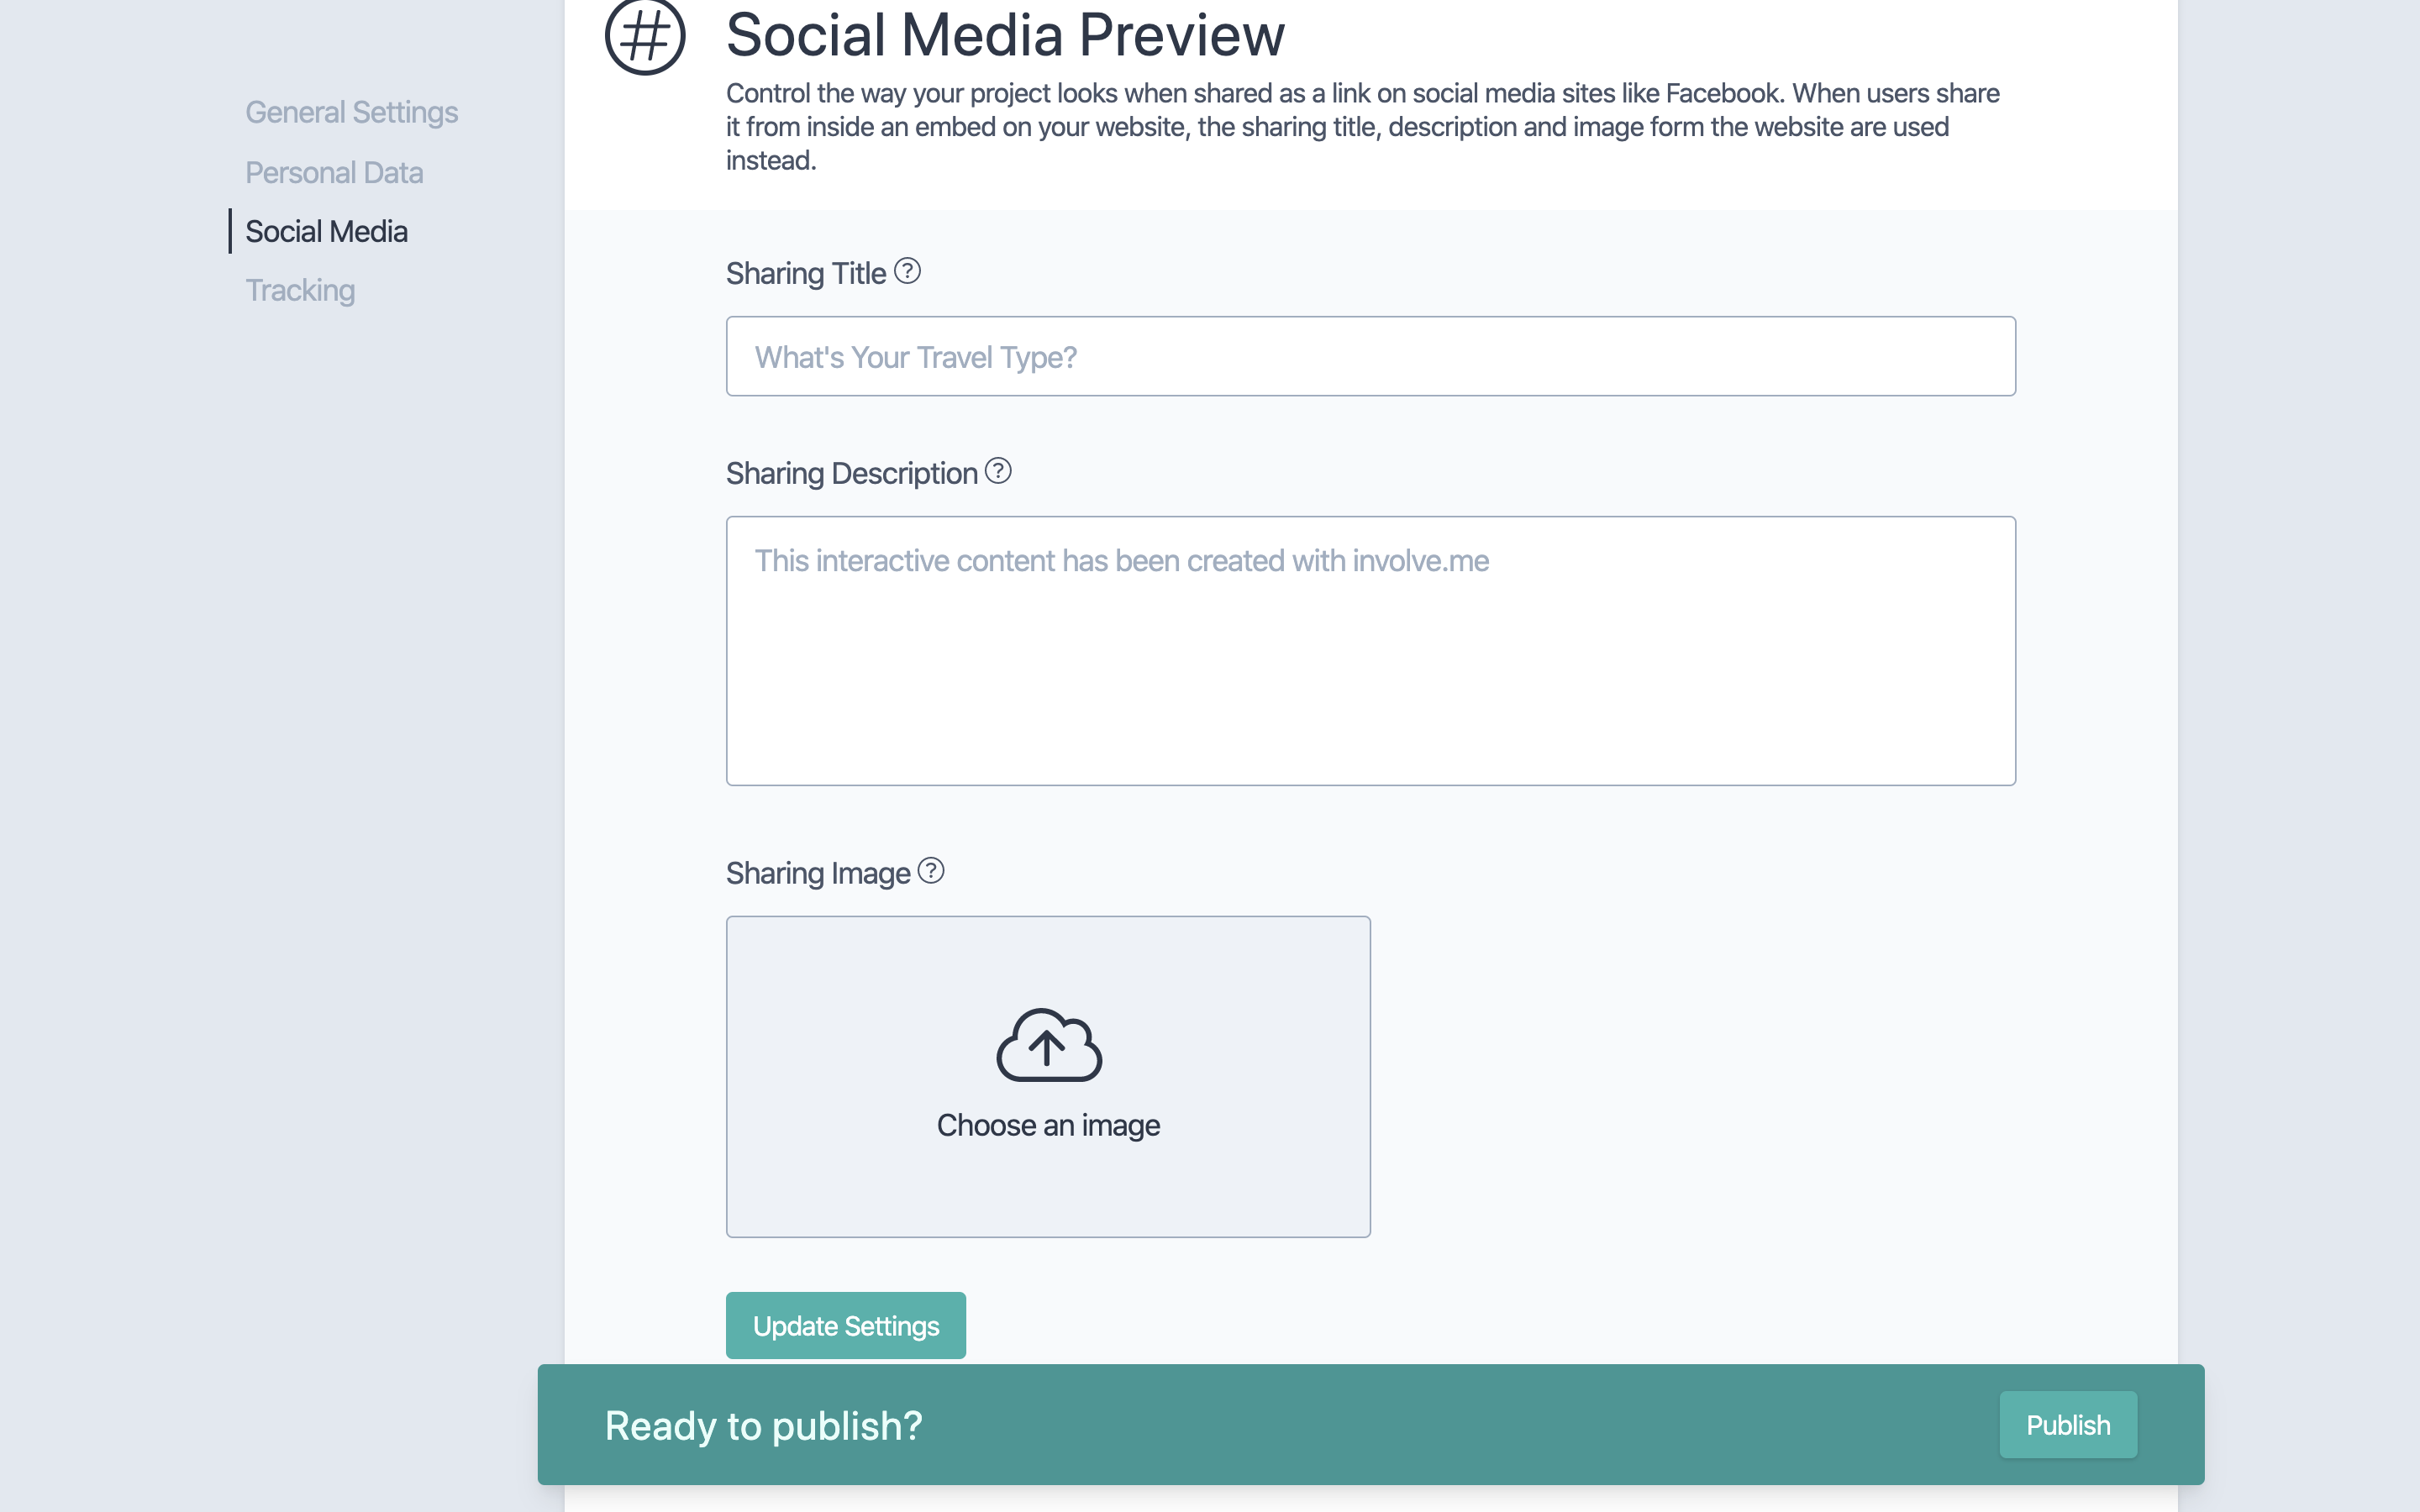 Social Media Preview
Control the way your project looks when shared as a link on social media sites like Facebook. When users share
it from inside an embed on your website, the sharing title, description and image form the website are used
instead.
General Settings
Personal Data
Social Media
Tracking
Sharing Title ?
What's Your Travel Type?
Sharing Description ?
This interactive content has been created with involve.me
Sharing Image ?
Choose an image
Update Settings
Ready to publish?
Publish